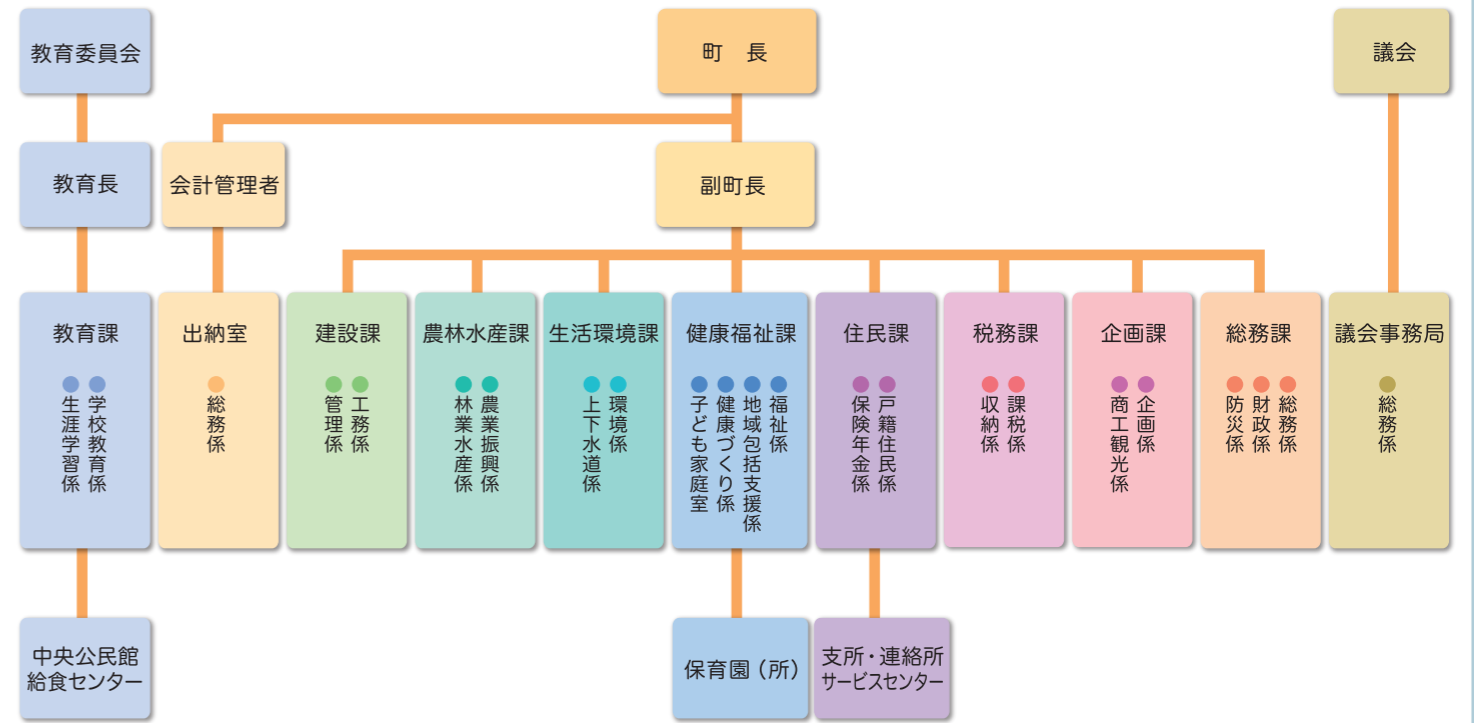 教育委員会
町　長
議会
教育長
会計管理者
副町長
教育課
学校教育係
生涯学習係
出納室
総務係
建設課
工務係
管理係
農林水産課
農業振興係
林業水産係
生活環境課
環境係
上下水道係
健康福祉課
福祉係
地域包括支援係
健康づくり係
子ども家庭室
住民課
戸籍住民係
保険年金係
税務課
課税係
収納係
企画課
企画係
商工観光係
総務課
総務係
財政係
防災係
議会事務局
総務係
中央公民館
給食センター
保育園（所）
支所・連絡所
サービスセンター